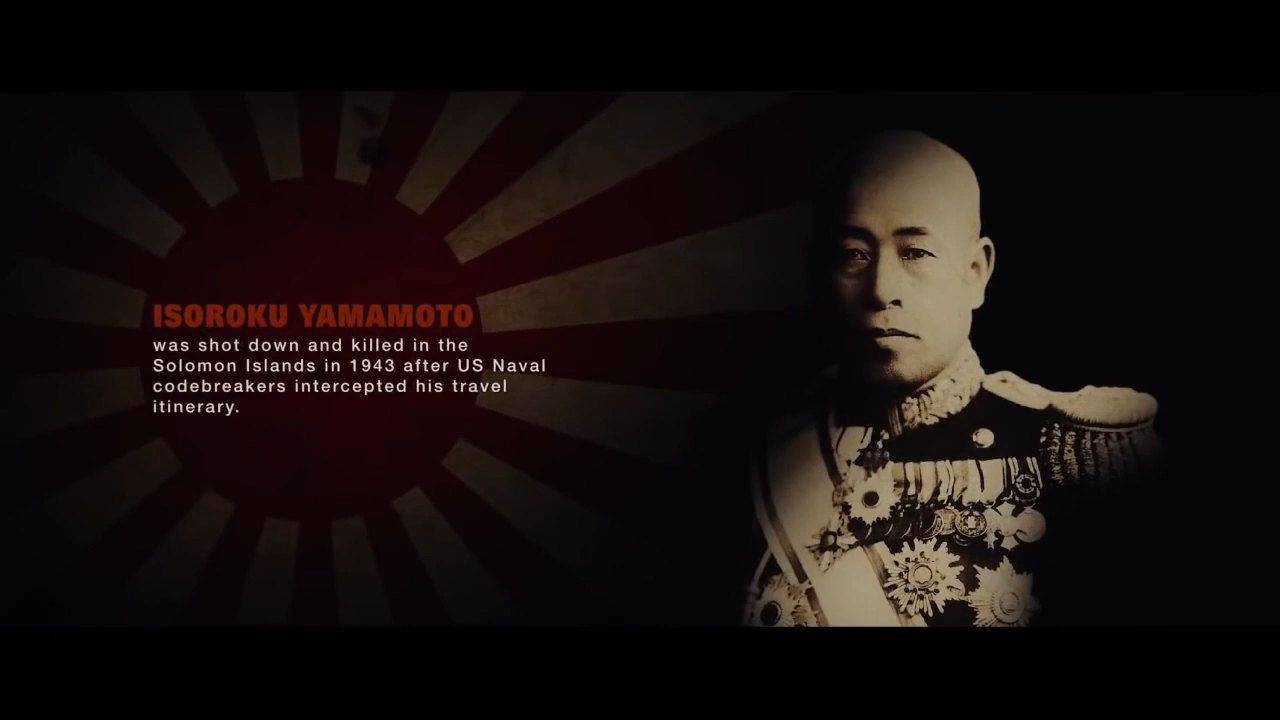 ISOROKU YAMAMOTO
was shot down and killed in the
Solomon Islands in 1943 after US Naval
codebreakers intercepted his travel
itinerary.